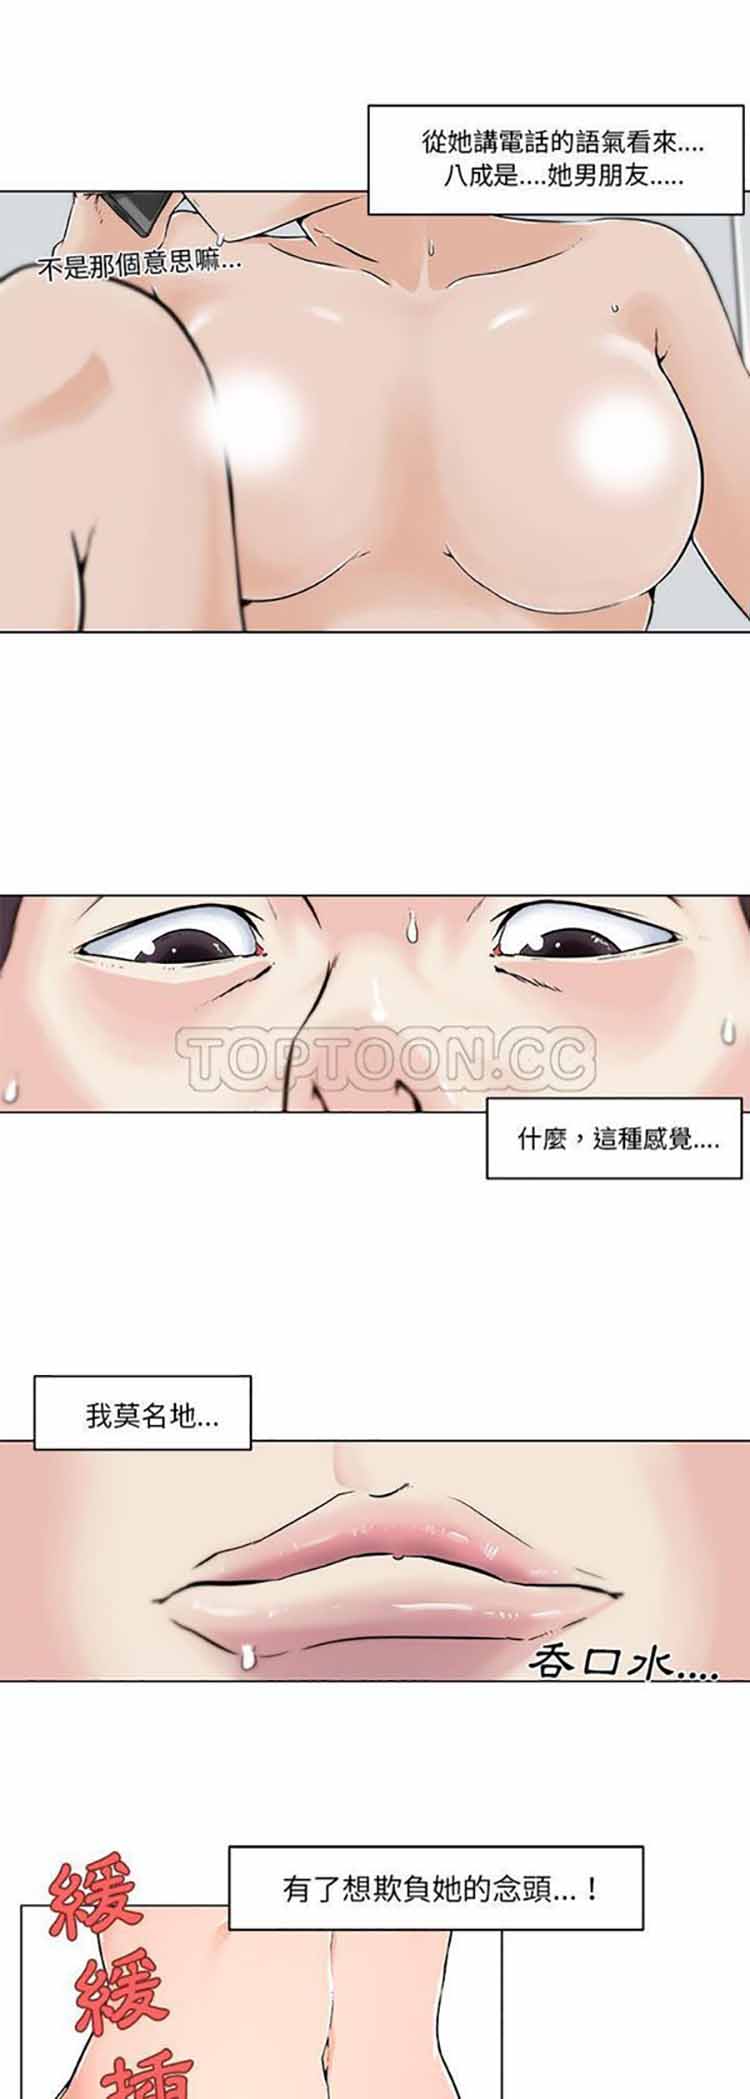 從她講電話的語氣看來....
八成是....她男朋友.....
不是那個意思嘛...
TOPTOON.CC
什麼，這種感覺....
我莫名地...
吞口水....
有了想欺負她的念頭...！
緩
緩